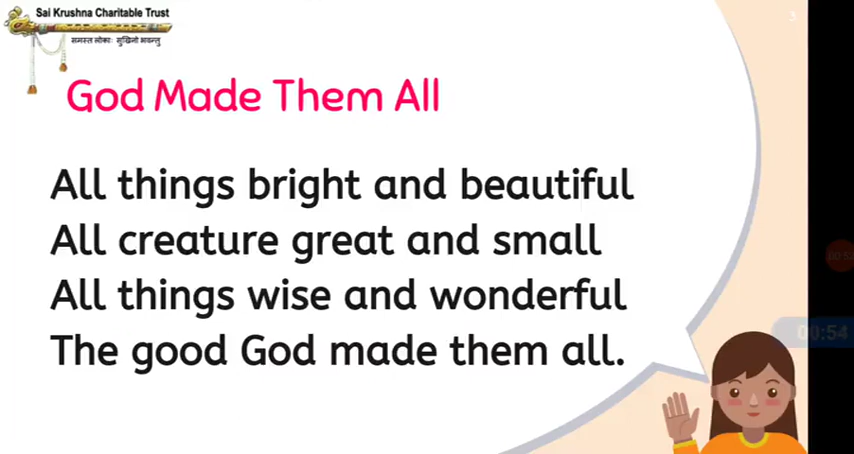 Sai Krushna Charitable Trust
समस्त लोकाः सुखिनो भवन्तु
3
God Made Them All
All things bright and beautiful
All creature great and small
All things wise and wonderful
The good God made them all.
00:54